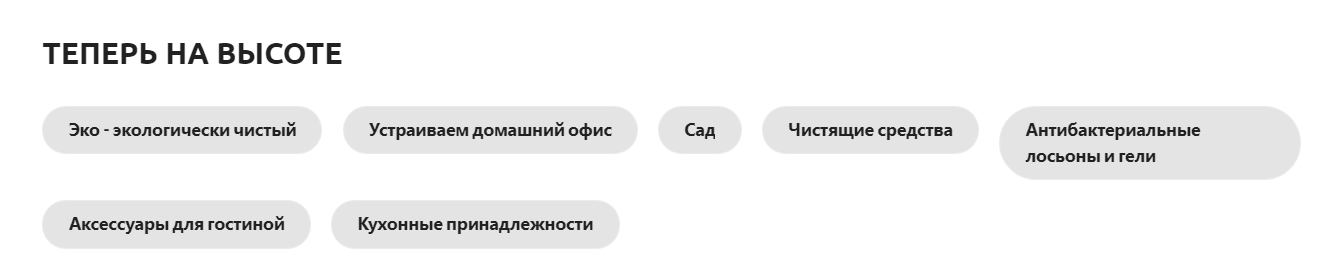 ТЕПЕРЬ НА ВЫСОТЕ
Эко - экологически чистый
Устраиваем домашний офис
Сад
Чистящие средства
Антибактериальные
лосьоны и гели
Аксессуары для гостиной
Кухонные принадлежности